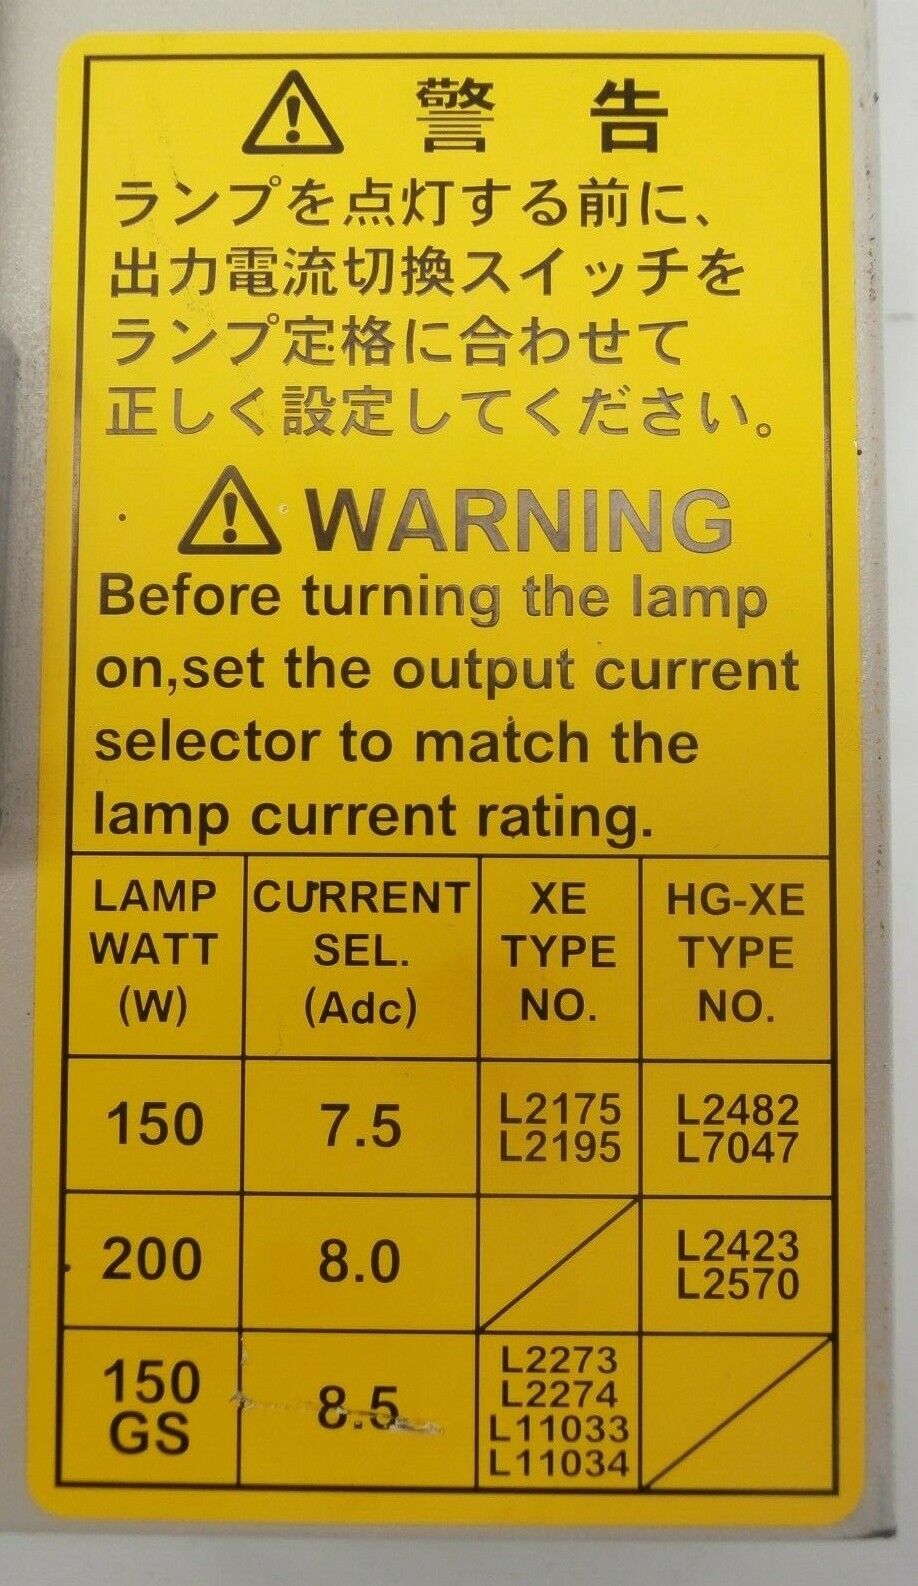 警告
ランプを点灯する前に、
出力電流切換スイッチを
ランプ定格に合わせて
正しく設定してください。
WARNING
Before turning the lamp
on,set the output current
selector to match the
lamp current rating.
LAMP WATT (W) CURRENT SEL. (Adc) XE TYPE NO. HG-XE TYPE NO.
150 7.5 L2175 L2195 L2482 L7047
200 8.0 L2423 L2570
150 GS 8.5 L2273 L2274 L11033 L11034